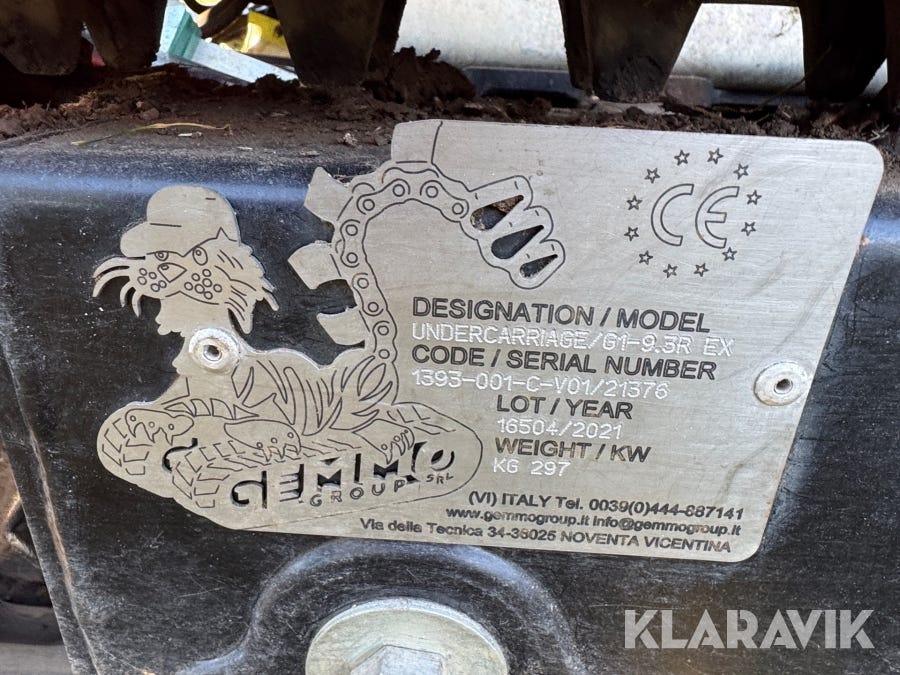 CE
DESIGNATION / MODEL
UNDERCARRIAGE/G1-9.3R EX
CODE / SERIAL NUMBER
1393-001-C-V01/21376
LOT / YEAR
16504/2021
WEIGHT / KW
KG 297
GEMMO
GROUP SRL
(VI) ITALY Tel. 0039(0)444-887141
www.gemmogroup.it info@gemmogroup.it
Via della Tecnica 34-36025 NOVENTA VICENTINA
KLARAVIK